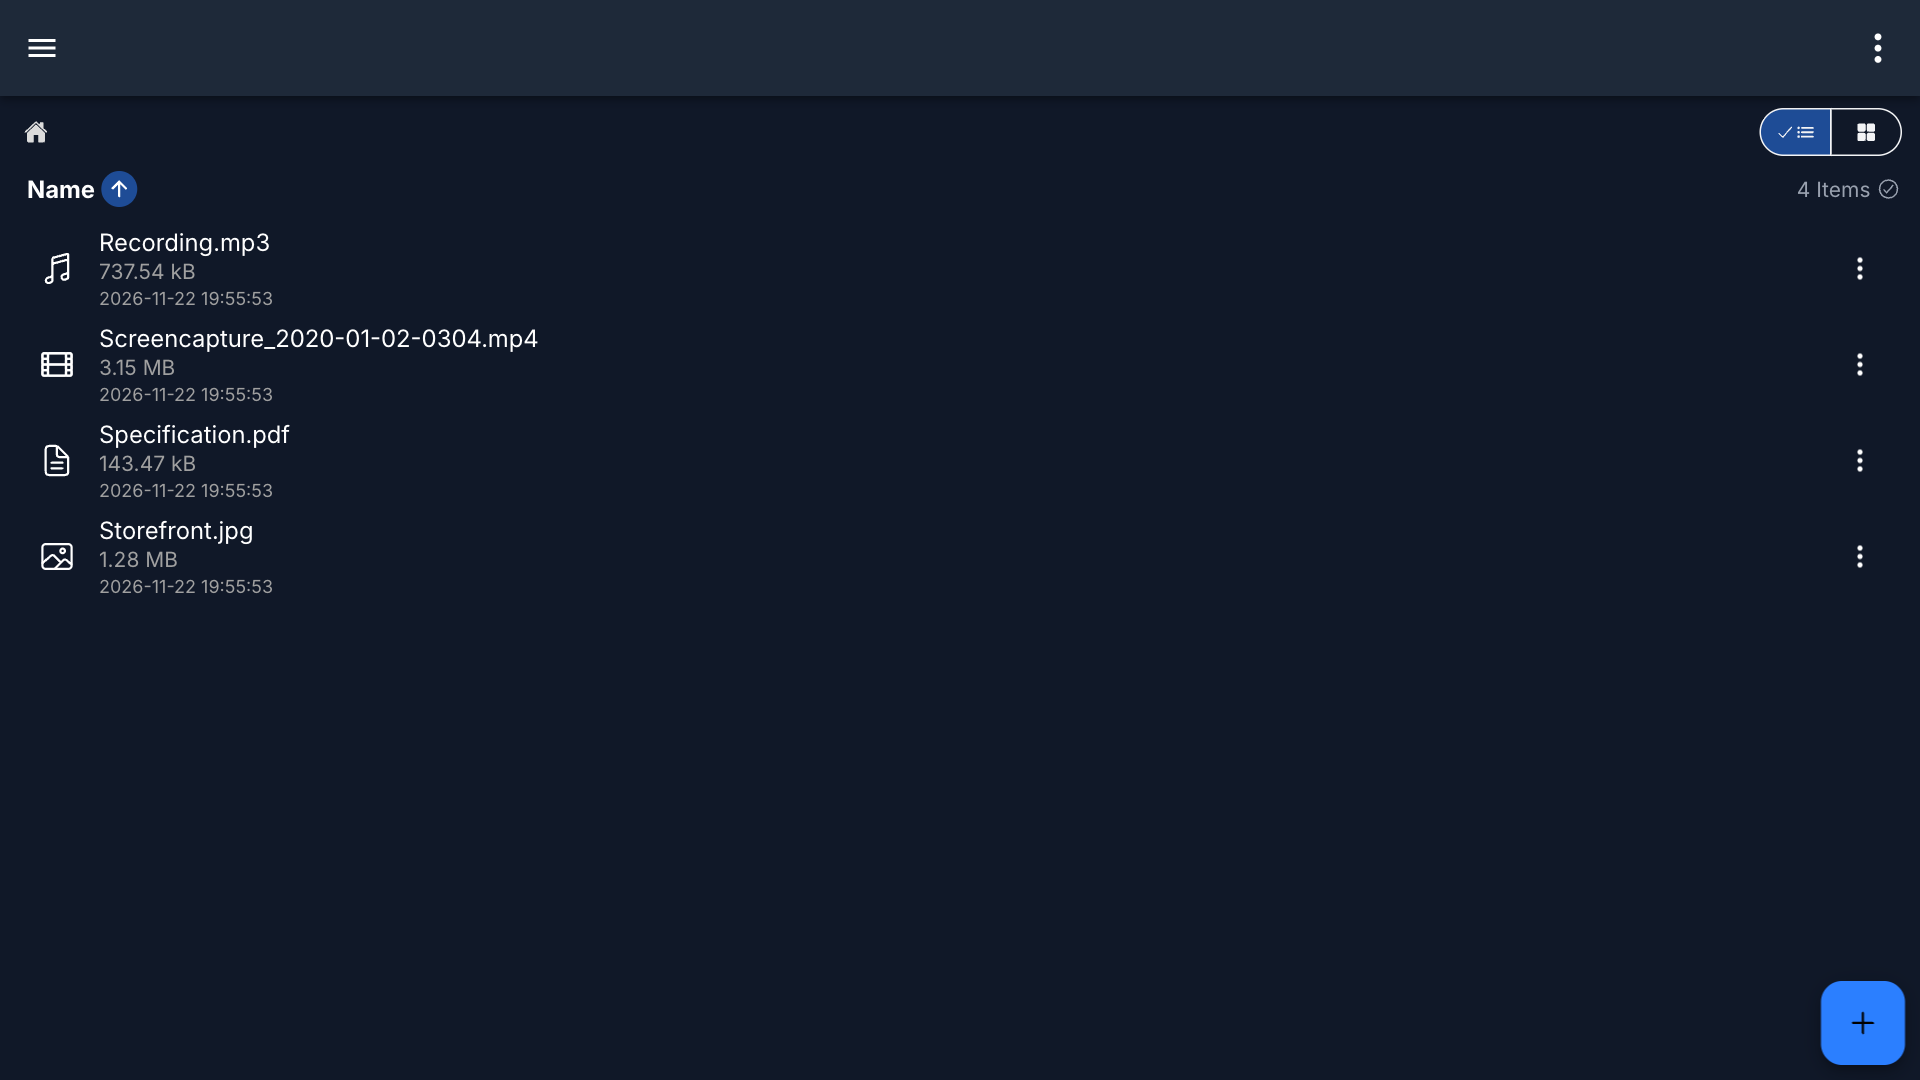 Name
4 Items
Recording.mp3
737.54 kB
2026-11-22 19:55:53
Screencapture_2020-01-02-0304.mp4
3.15 MB
2026-11-22 19:55:53
Specification.pdf
143.47 kB
2026-11-22 19:55:53
Storefront.jpg
1.28 MB
2026-11-22 19:55:53